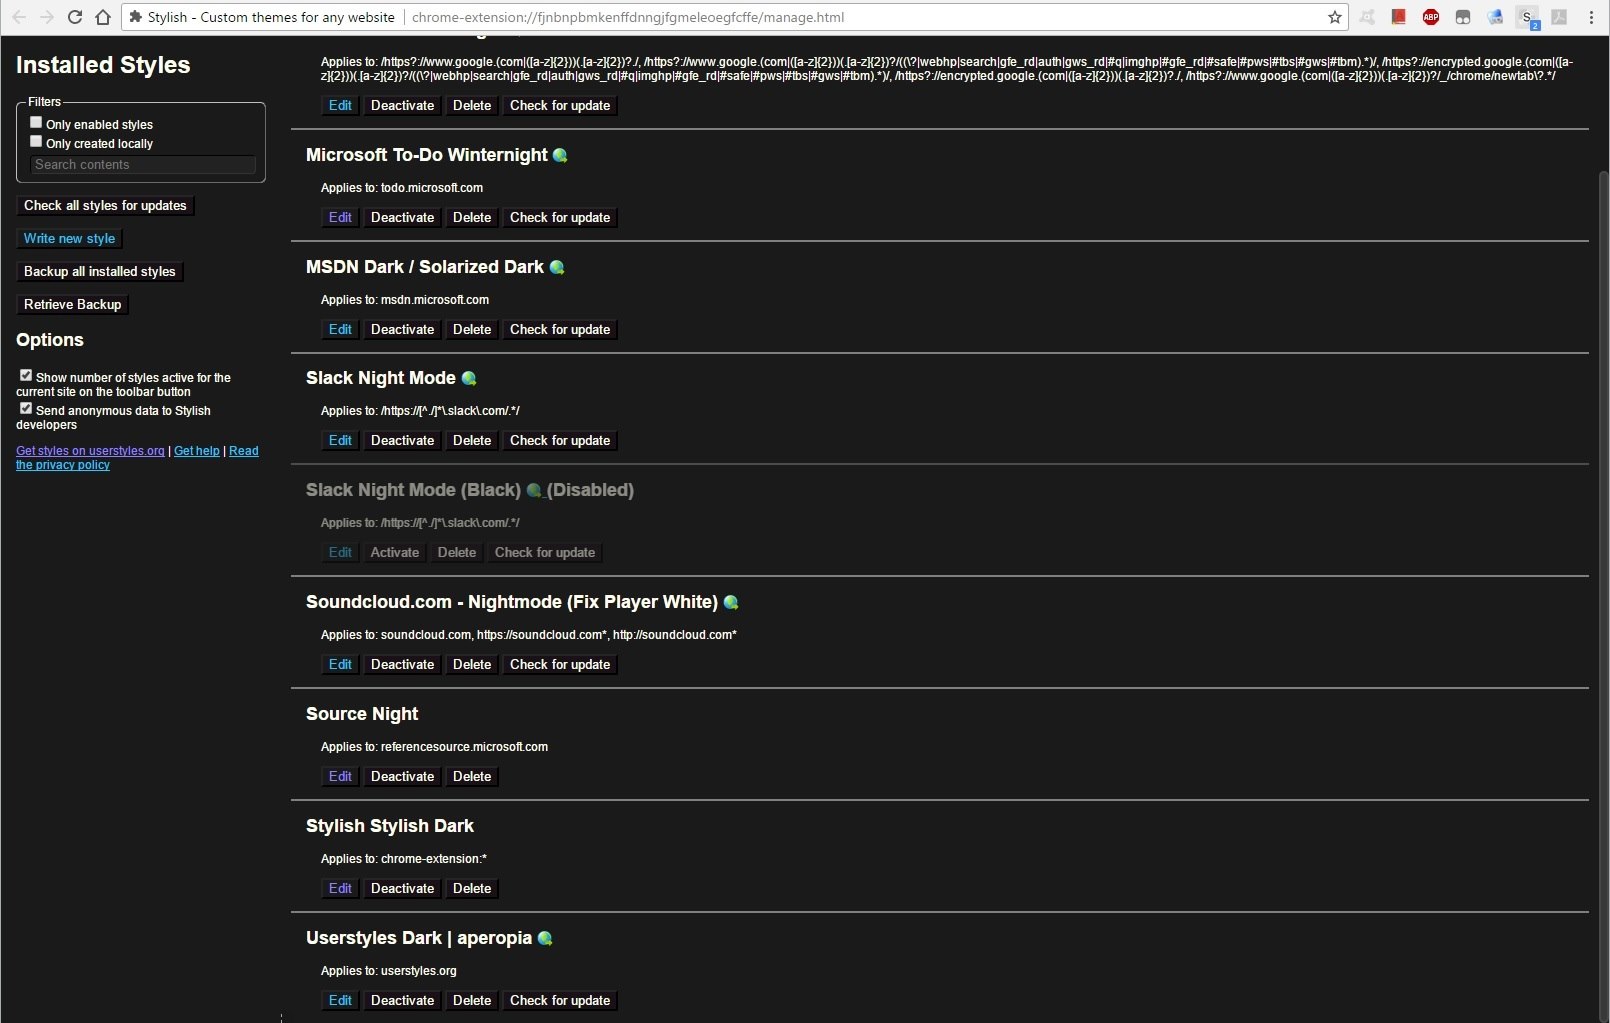 Stylish - Custom themes for any website | chrome-extension://fjnbnpbmkenffdnngjfgmeleoegfcffe/manage.html
ABP
S
2
Installed Styles
Filters
Only enabled styles
Only created locally
Search contents
Check all styles for updates
Write new style
Backup all installed styles
Retrieve Backup
Options
Show number of styles active for the
current site on the toolbar button
Send anonymous data to Stylish
developers
Get styles on userstyles.org | Get help | Read
the privacy policy
Applies to: /https?://www.google.(com|([a-z]{2}))(.[a-z]{2})?./, /https?://www.google.(com|([a-z]{2}))(.[a-z]{2})?/((\?|webhp|search|gfe_rd|auth|gws_rd|#q|imghp|#gfe_rd|#safe|#pws|#tbs|#gws|#tbm).*)/, /https?://encrypted.google.(com|([a-
z]{2}))(.[a-z]{2})?/((\?|webhp|search|gfe_rd|auth|gws_rd|#q|imghp|#gfe_rd|#safe|#pws|#tbs|#gws|#tbm).*)/, /https?://encrypted.google.(com|([a-z]{2}))(.[a-z]{2})?./, /https?://www.google.(com|([a-z]{2}))(.[a-z]{2})?/_/chrome/newtab\?.*/
Edit Deactivate Delete Check for update
Microsoft To-Do Winternight
Applies to: todo.microsoft.com
Edit Deactivate Delete Check for update
MSDN Dark / Solarized Dark
Applies to: msdn.microsoft.com
Edit Deactivate Delete Check for update
Slack Night Mode
Applies to: /https://[^./]*\.slack\.com/.*/
Edit Deactivate Delete Check for update
Slack Night Mode (Black) (Disabled)
Applies to: /https://[^./]*\.slack\.com/.*/
Edit Activate Delete Check for update
Soundcloud.com - Nightmode (Fix Player White)
Applies to: soundcloud.com, https://soundcloud.com*, http://soundcloud.com*
Edit Deactivate Delete Check for update
Source Night
Applies to: referencesource.microsoft.com
Edit Deactivate Delete
Stylish Stylish Dark
Applies to: chrome-extension:*
Edit Deactivate Delete
Userstyles Dark | aperopia
Applies to: userstyles.org
Edit Deactivate Delete Check for update